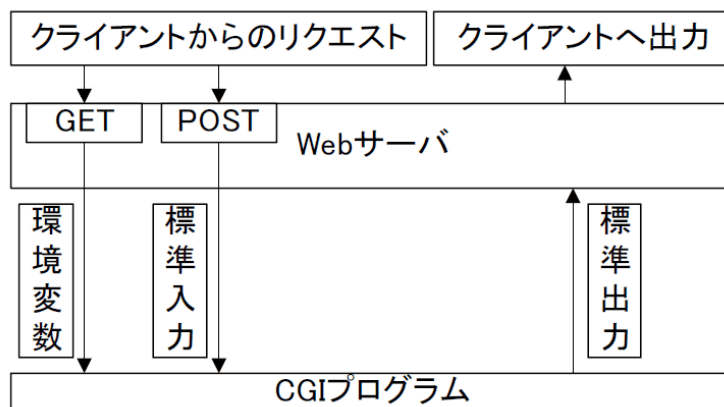 クライアントからのリクエスト
クライアントへ出力
GET
POST
Webサーバ
環境変数
標準入力
標準出力
CGIプログラム